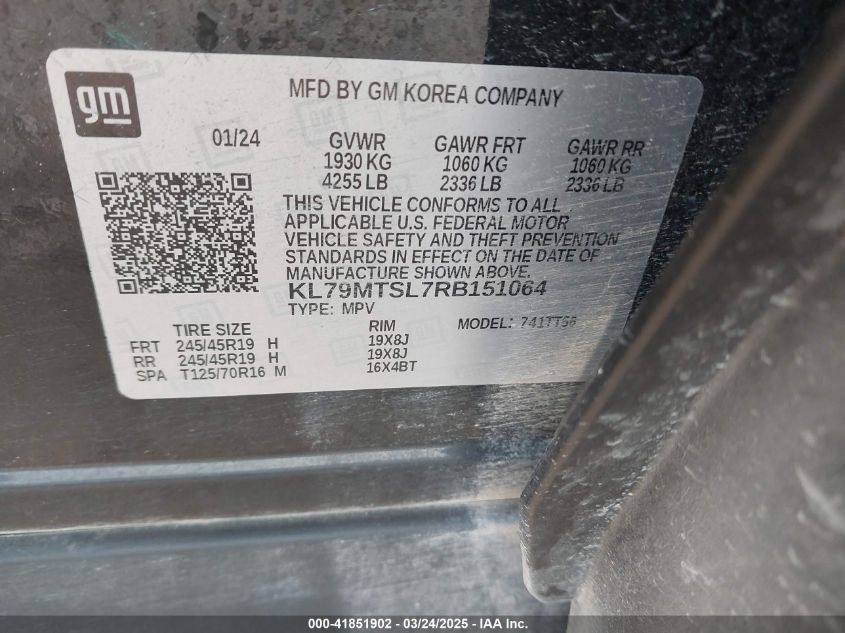 gm
MFD BY GM KOREA COMPANY
01/24 GVWR GAWR FRT GAWR RR
1930 KG 1060 KG 1060 KG
4255 LB 2336 LB 2336 LB
THIS VEHICLE CONFORMS TO ALL
APPLICABLE U.S. FEDERAL MOTOR
VEHICLE SAFETY AND THEFT PREVENTION
STANDARDS IN EFFECT ON THE DATE OF
MANUFACTURE SHOWN ABOVE.
KL79MTSL7RB151064
TYPE: MPV
TIRE SIZE RIM MODEL:
FRT 245/45R19 H 19X8J
RR 245/45R19 H 19X8J
SPA T125/70R16 M 16X4BT
000-41851902 - 03/24/2025 - IAA Inc.